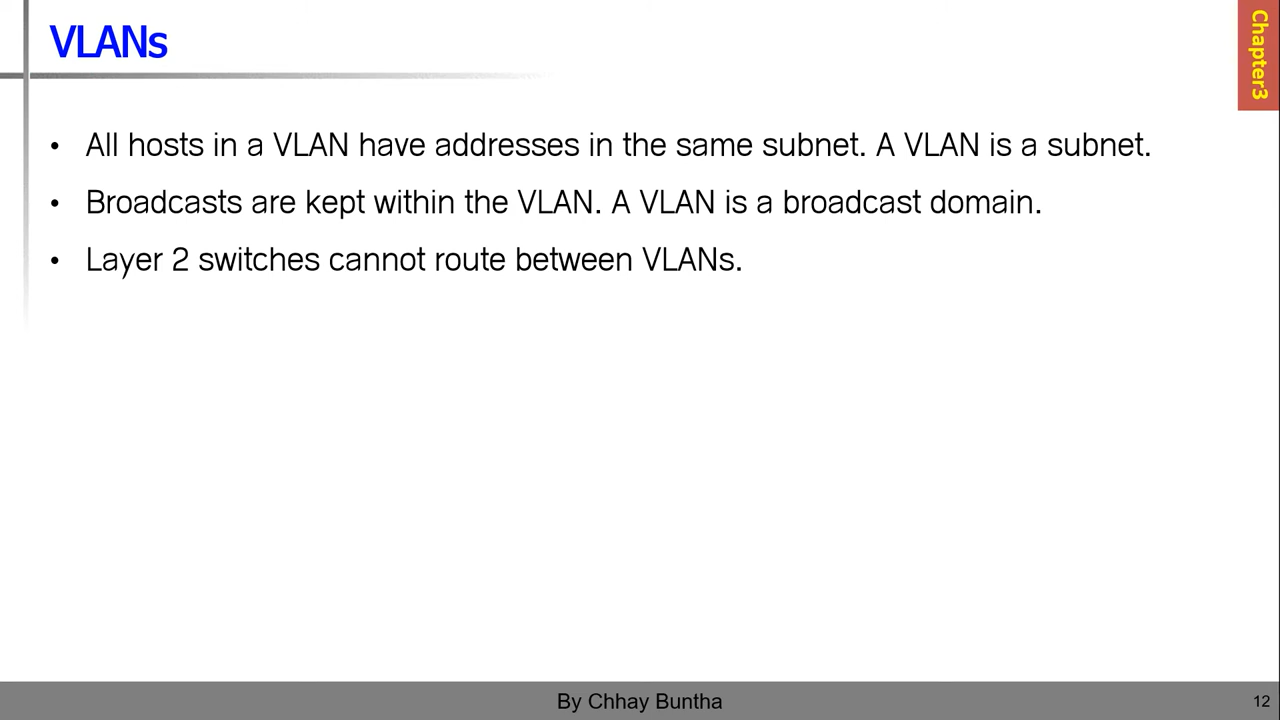 VLANs
Chapter3
• All hosts in a VLAN have addresses in the same subnet. A VLAN is a subnet.
• Broadcasts are kept within the VLAN. A VLAN is a broadcast domain.
• Layer 2 switches cannot route between VLANs.
By Chhay Buntha
12